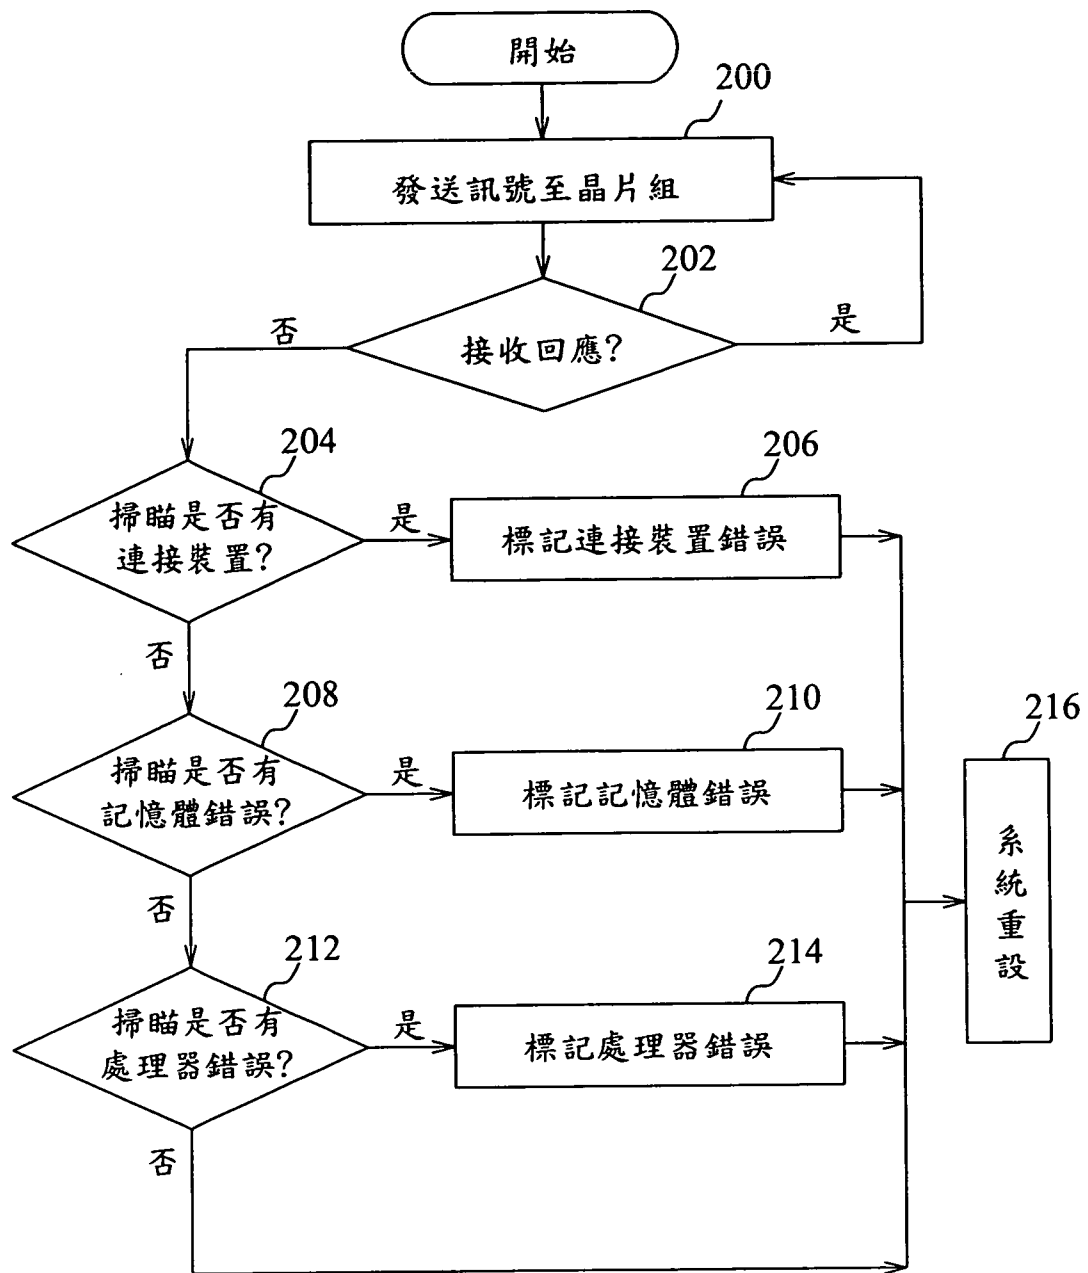 開始
200
發送訊號至晶片組
202
接收回應?
否
是
204
掃瞄是否有
連接裝置?
是
206
標記連接裝置錯誤
否
208
掃瞄是否有
記憶體錯誤?
是
210
標記記憶體錯誤
216
系統重設
否
212
掃瞄是否有
處理器錯誤?
是
214
標記處理器錯誤
否